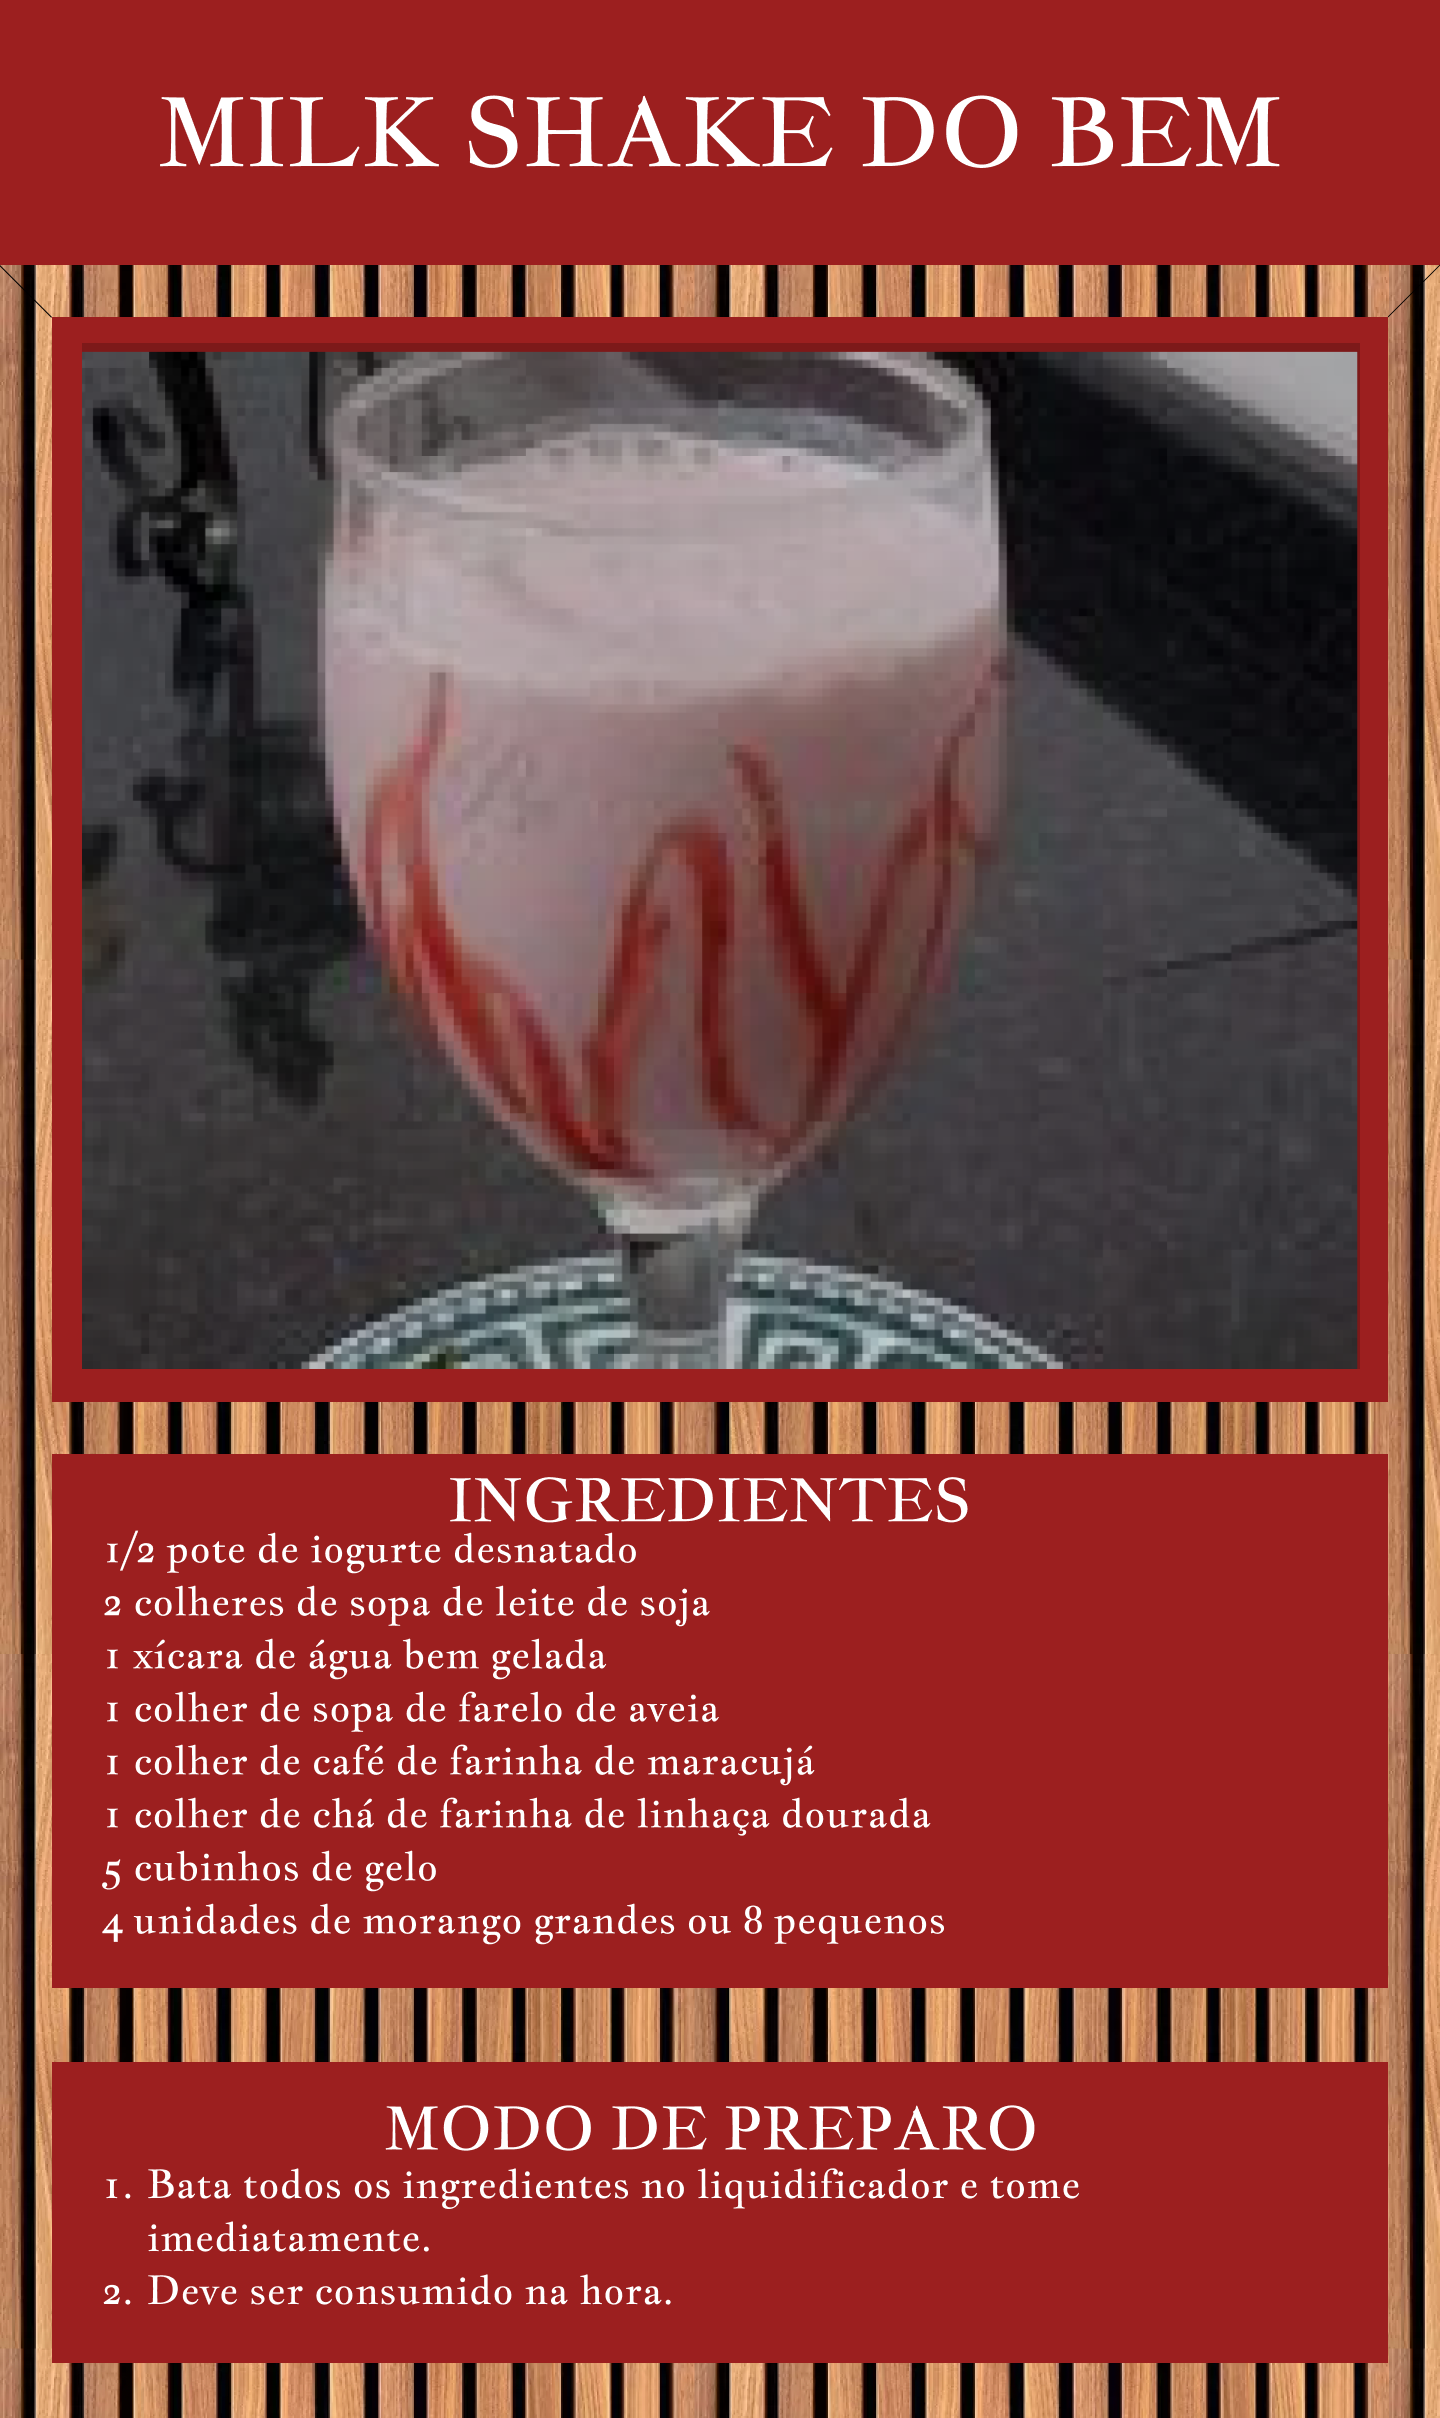 MILK SHAKE DO BEM
INGREDIENTES
1/2 pote de iogurte desnatado
2 colheres de sopa de leite de soja
1 xícara de água bem gelada
1 colher de sopa de farelo de aveia
1 colher de café de farinha de maracujá
1 colher de chá de farinha de linhaça dourada
5 cubinhos de gelo
4 unidades de morango grandes ou 8 pequenos
MODO DE PREPARO
1. Bata todos os ingredientes no liquidificador e tome
imediatamente.
2. Deve ser consumido na hora.